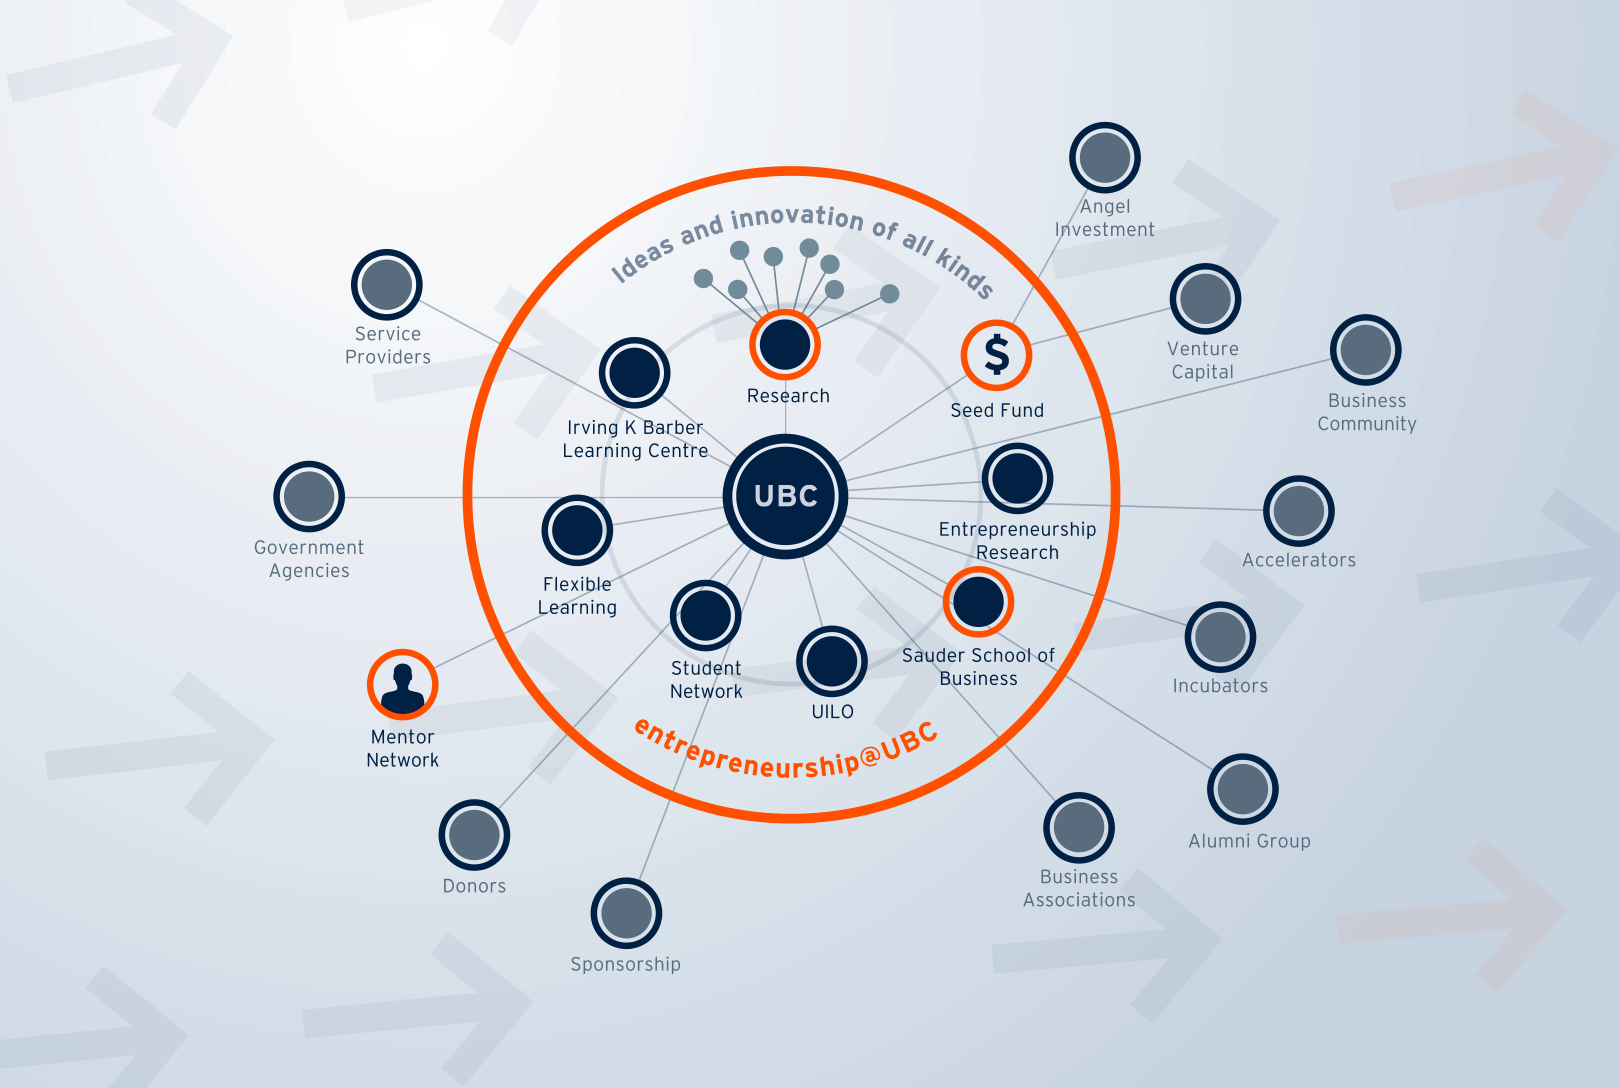 Angel
Investment
Ideas and innovation of all kinds
Service
Providers
Venture
Capital
Business
Community
Research
$
Seed Fund
Irving K Barber
Learning Centre
UBC
Entrepreneurship
Research
Government
Agencies
Accelerators
Flexible
Learning
Sauder School of
Business
Student
Network
UILO
Incubators
Mentor
Network
entrepreneurship@UBC
Alumni Group
Donors
Business
Associations
Sponsorship